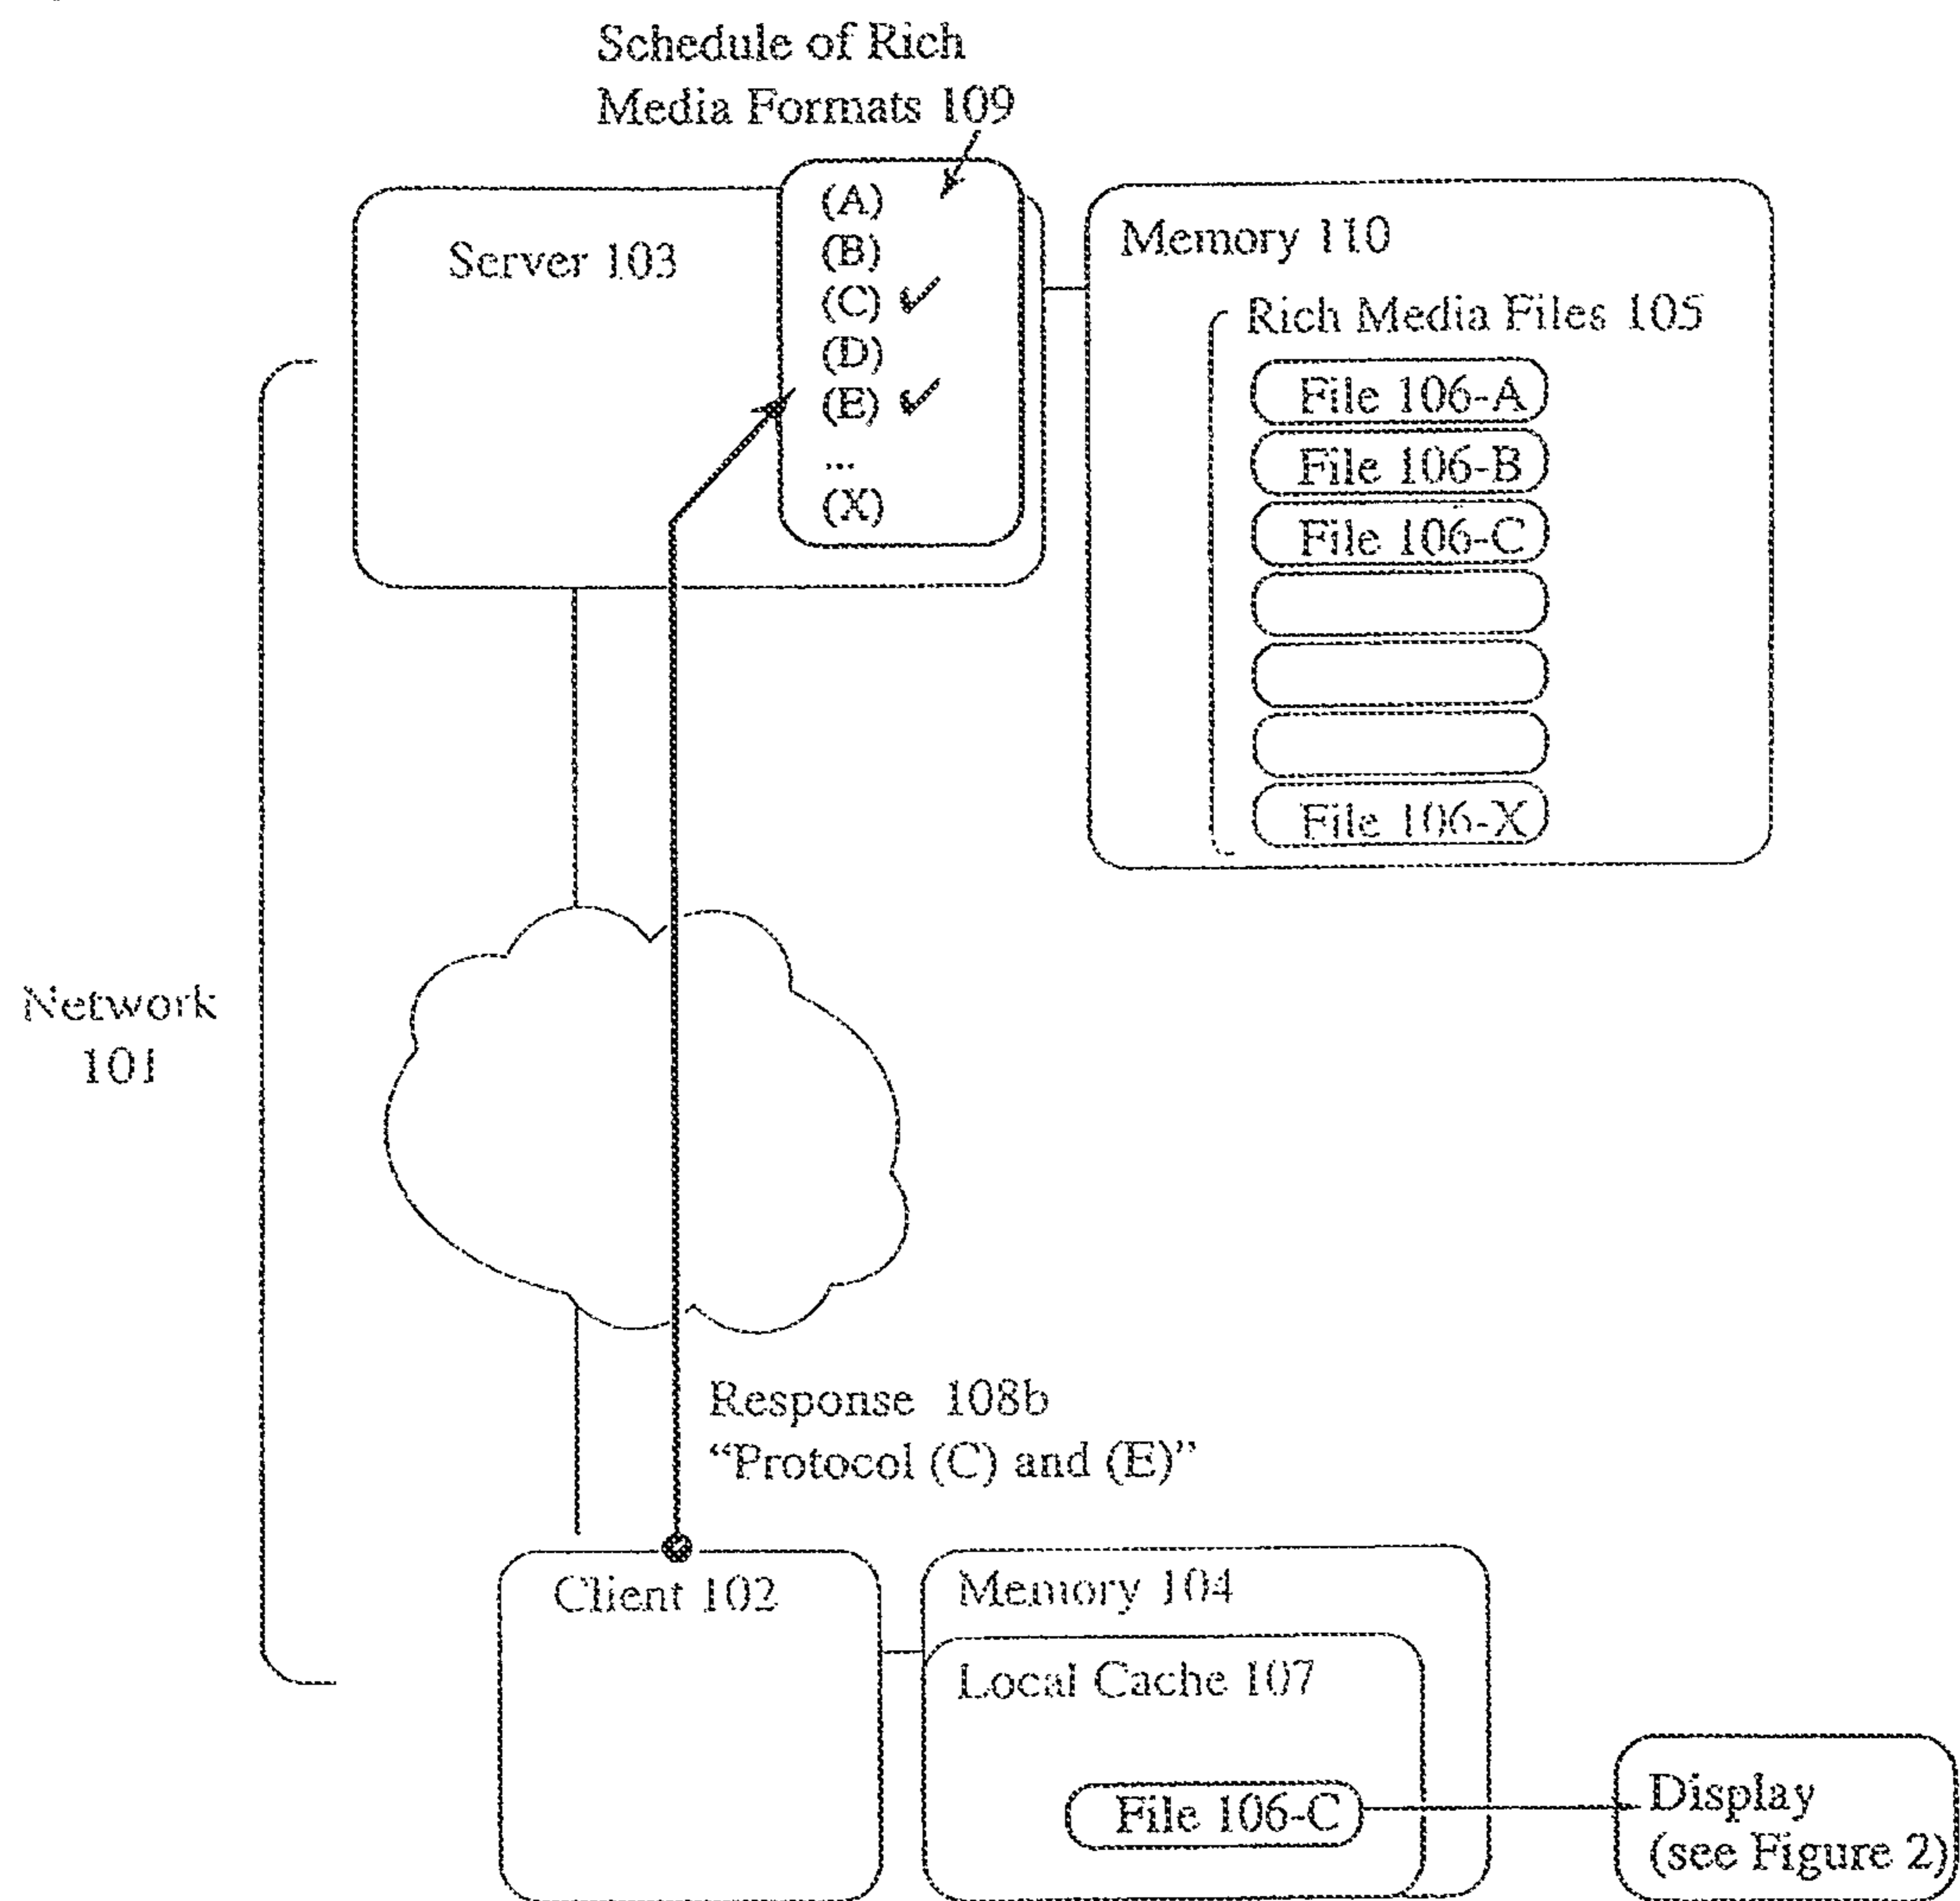 Schedule of Rich
Media Formats 109
(A)
(B)
(C) ✓
(D)
(E) ✓
...
(X)
Server 103
Memory 110
Rich Media Files 105
File 106-A
File 106-B
File 106-C
File 106-X
Network
101
Response 108b
“Protocol (C) and (E)”
Client 102
Memory 104
Local Cache 107
File 106-C
Display
(see Figure 2)